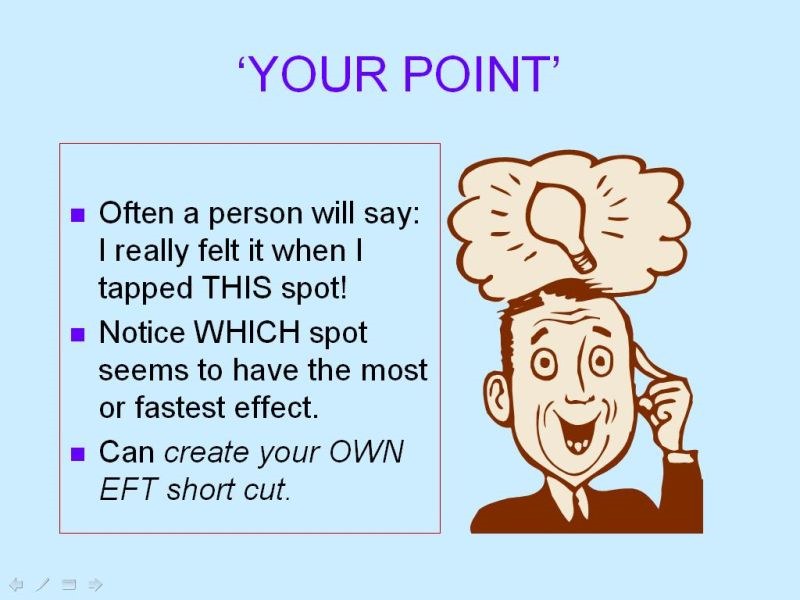 ‘YOUR POINT’
Often a person will say:
I really felt it when I
tapped THIS spot!
Notice WHICH spot
seems to have the most
or fastest effect.
Can create your OWN
EFT short cut.